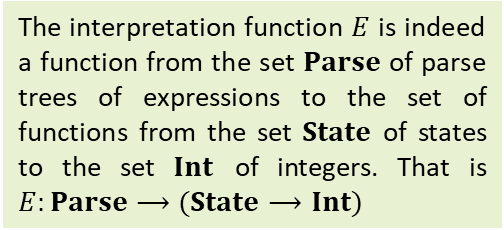 The interpretation function E is indeed
a function from the set Parse of parse
trees of expressions to the set of
functions from the set State of states
to the set Int of integers. That is
E: Parse ⟶ (State ⟶ Int)